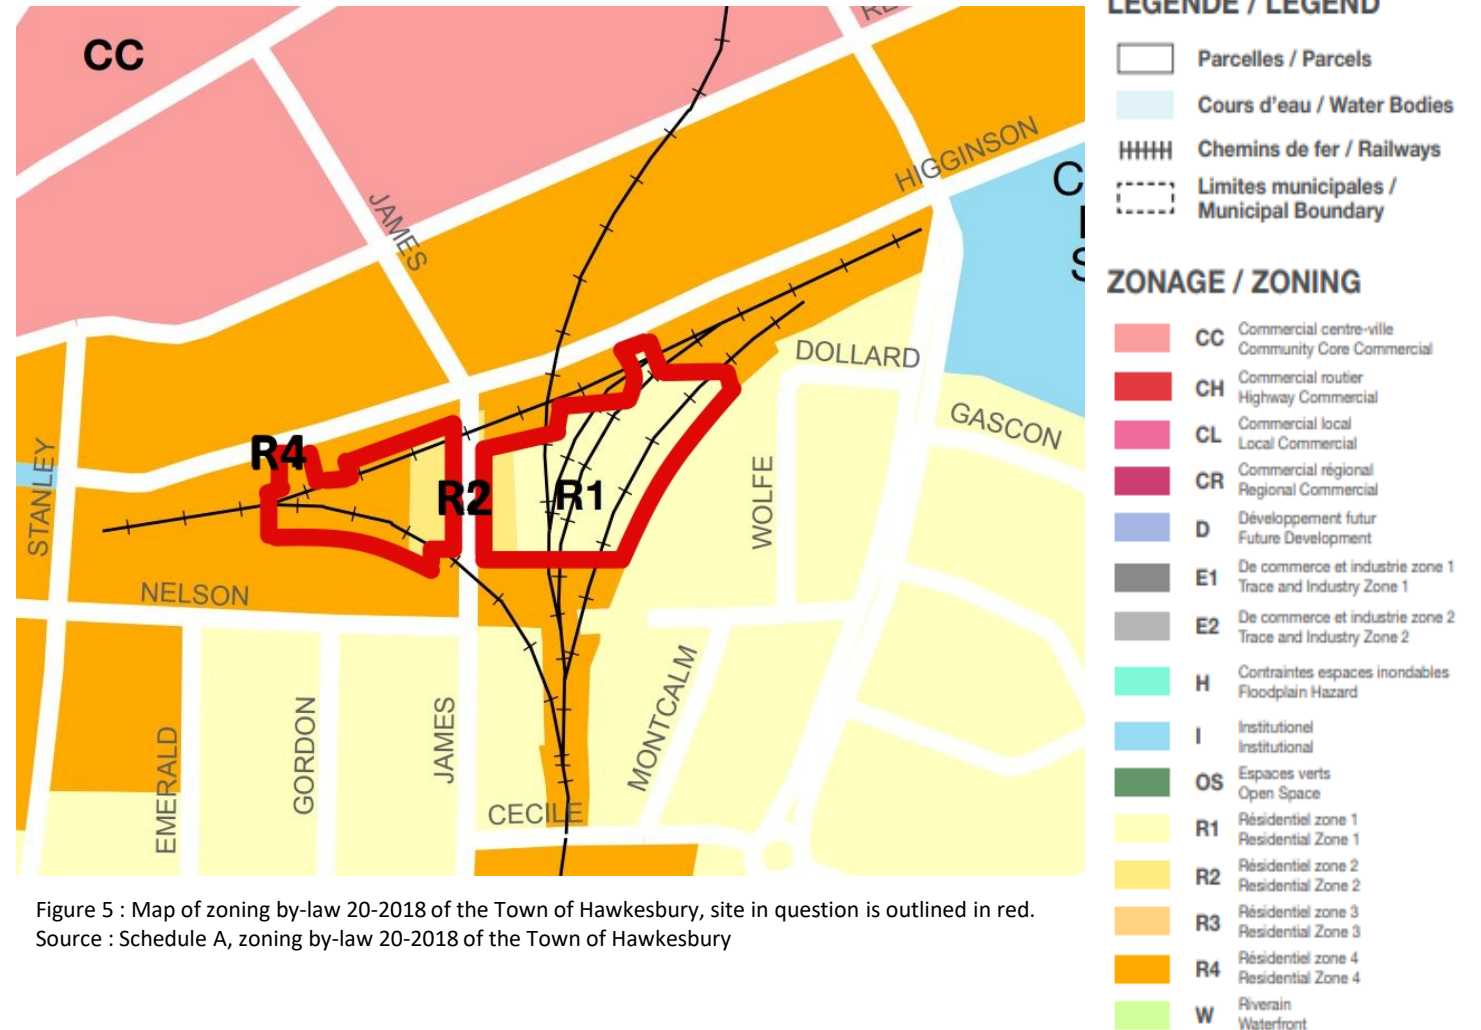 CC
JAMES
HIGGINSON
C
S
DOLLARD
GASCON
STANLEY
R4
R2
R1
WOLFE
NELSON
EMERALD
GORDON
JAMES
MONTCALM
CECILE
LÉGENDE / LEGEND
Parcelles / Parcels
Cours d'eau / Water Bodies
Chemins de fer / Railways
Limites municipales /
Municipal Boundary
ZONAGE / ZONING
CC Commercial centre-ville
Community Core Commercial
CH Commercial routier
Highway Commercial
CL Commercial local
Local Commercial
CR Commercial régional
Regional Commercial
D Développement futur
Future Development
E1 De commerce et industrie zone 1
Trace and Industry Zone 1
E2 De commerce et industrie zone 2
Trace and Industry Zone 2
H Contraintes espaces inondables
Floodplain Hazard
I Institutionel
Institutional
OS Espaces verts
Open Space
R1 Résidentiel zone 1
Residential Zone 1
R2 Résidentiel zone 2
Residential Zone 2
R3 Résidentiel zone 3
Residential Zone 3
R4 Résidentiel zone 4
Residential Zone 4
W Riverain
Waterfront
Figure 5 : Map of zoning by-law 20-2018 of the Town of Hawkesbury, site in question is outlined in red.
Source : Schedule A, zoning by-law 20-2018 of the Town of Hawkesbury